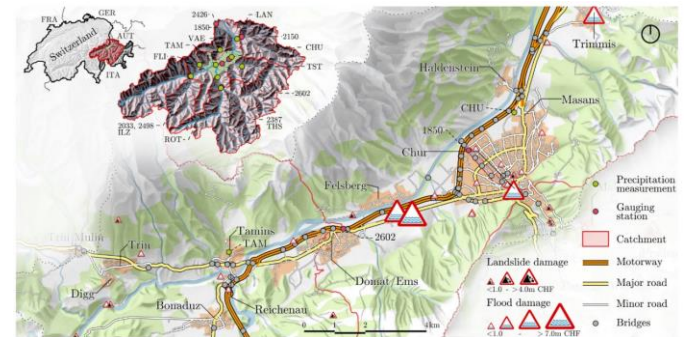 FRA
GER
AUT
ITA
Switzerland
2426
1850
VAE
TAM
FLI
LAN
2150
CHU
TST
2602
2387
THS
2033, 2498
ILZ
ROT
Trimmis
Haldenstein
Masans
CHU
1850
Chur
Felsberg
2602
Tamins
TAM
Trin Mulin
Trin
Digg
Domat/Ems
Bonaduz
Reichenau
0 1 2 4km
Precipitation
measurement
Gauging
station
Catchment
Motorway
Major road
Minor road
Bridges
Landslide damage
<1.0 - >4.0m CHF
Flood damage
<1.0 - >7.0m CHF